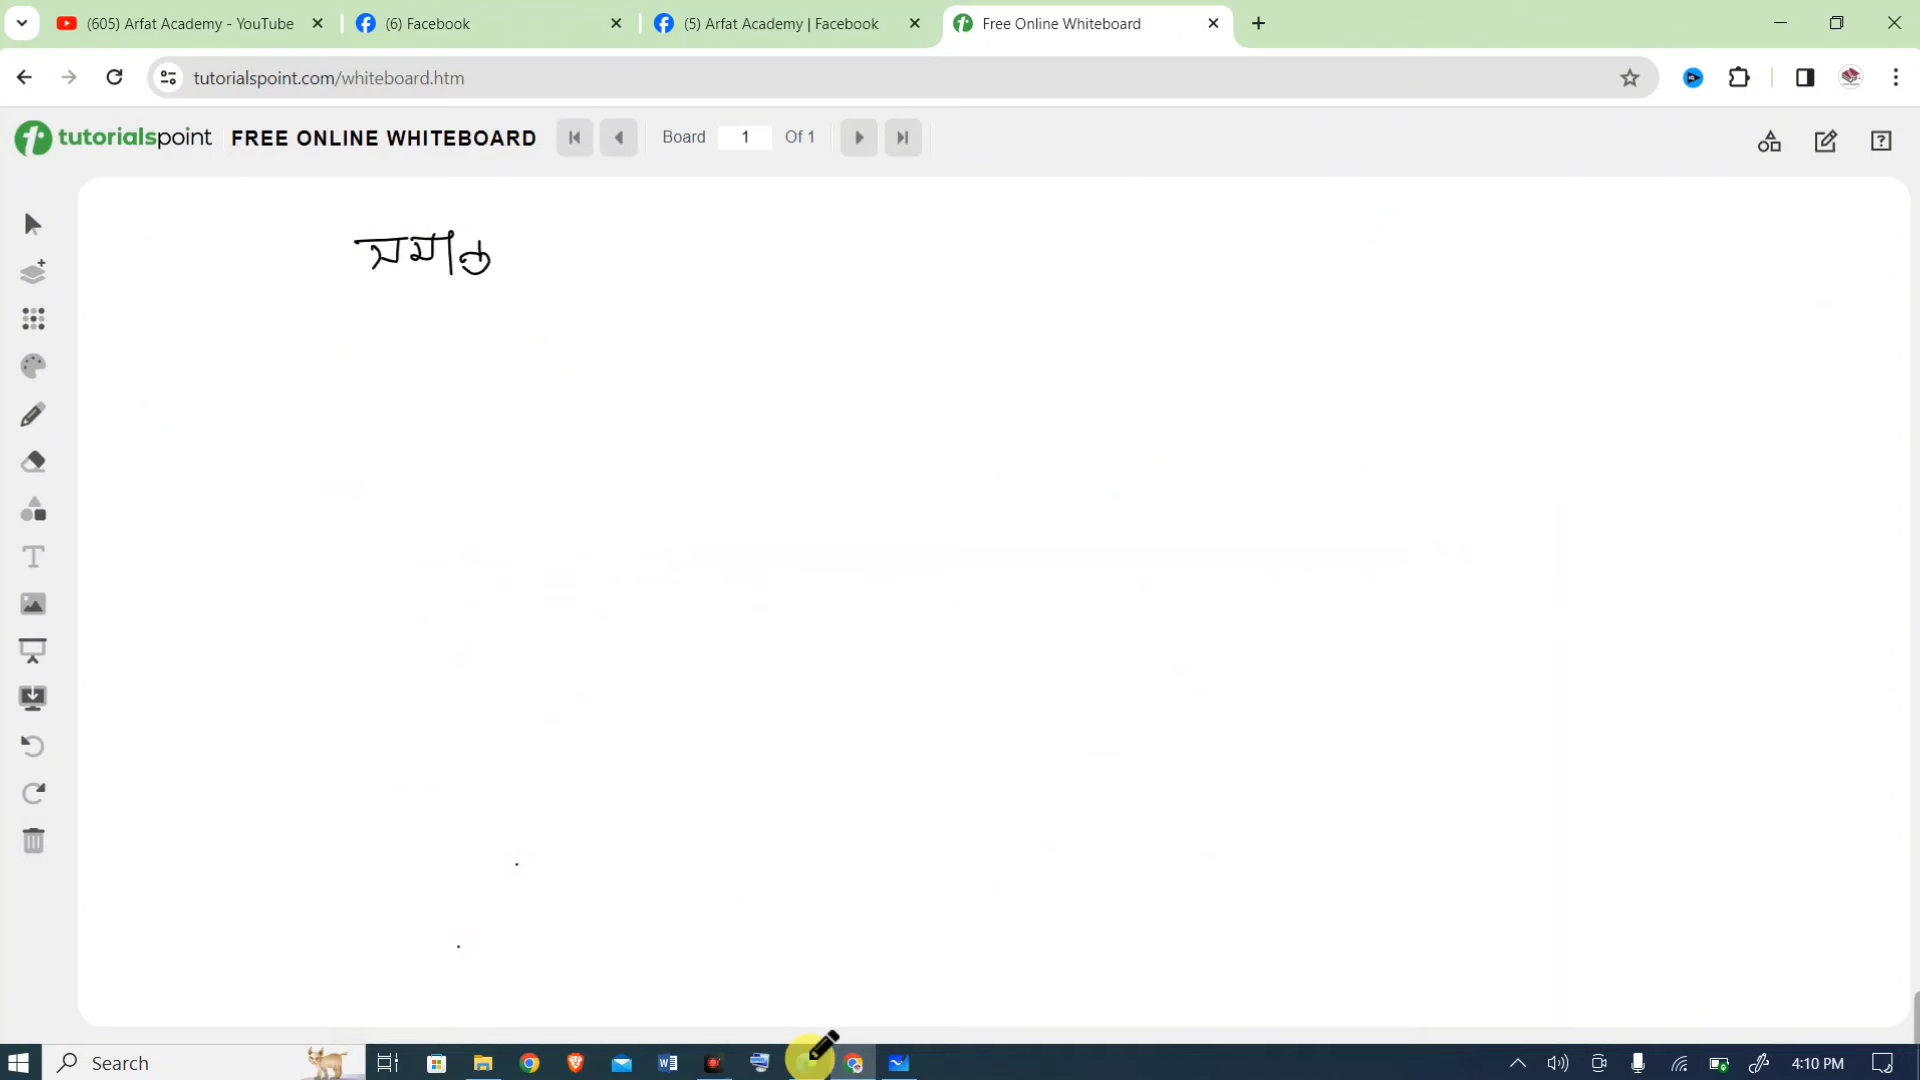 (605) Arfat Academy - YouTube
(6) Facebook
(5) Arfat Academy | Facebook
Free Online Whiteboard
tutorialspoint.com/whiteboard.htm
tutorialspoint FREE ONLINE WHITEBOARD Board 1 Of 1
Search
4:10 PM